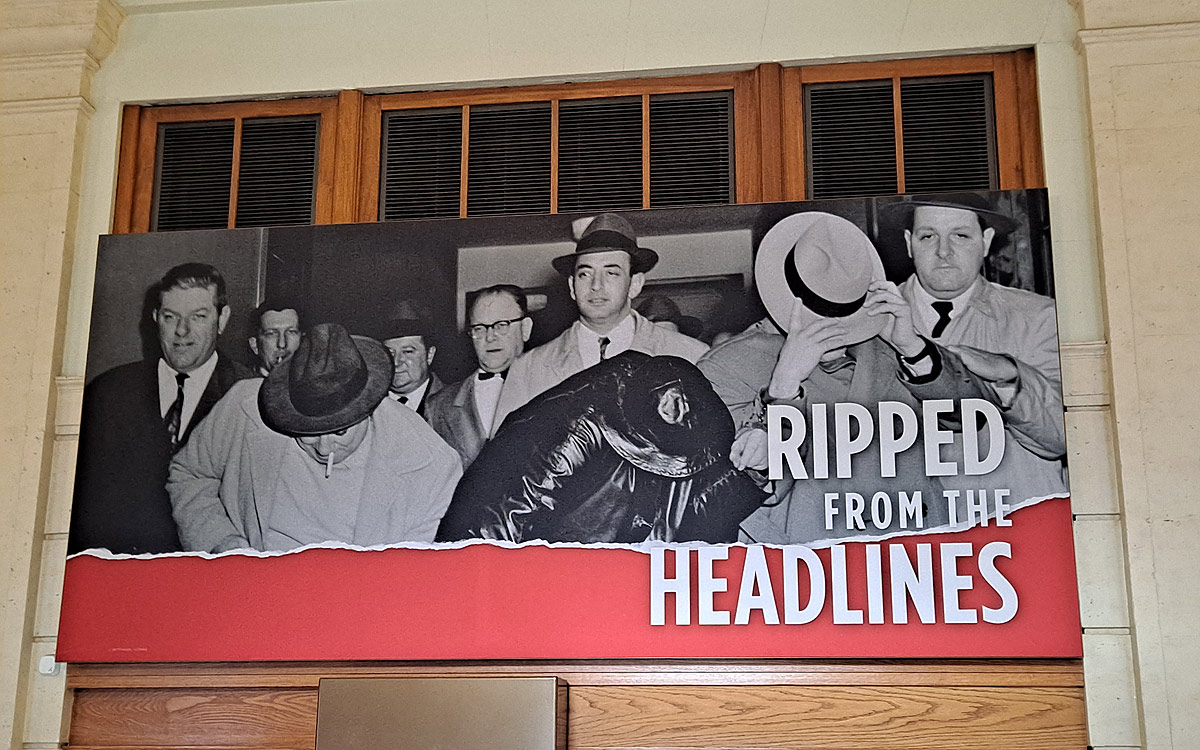 RIPPED
FROM THE
HEADLINES